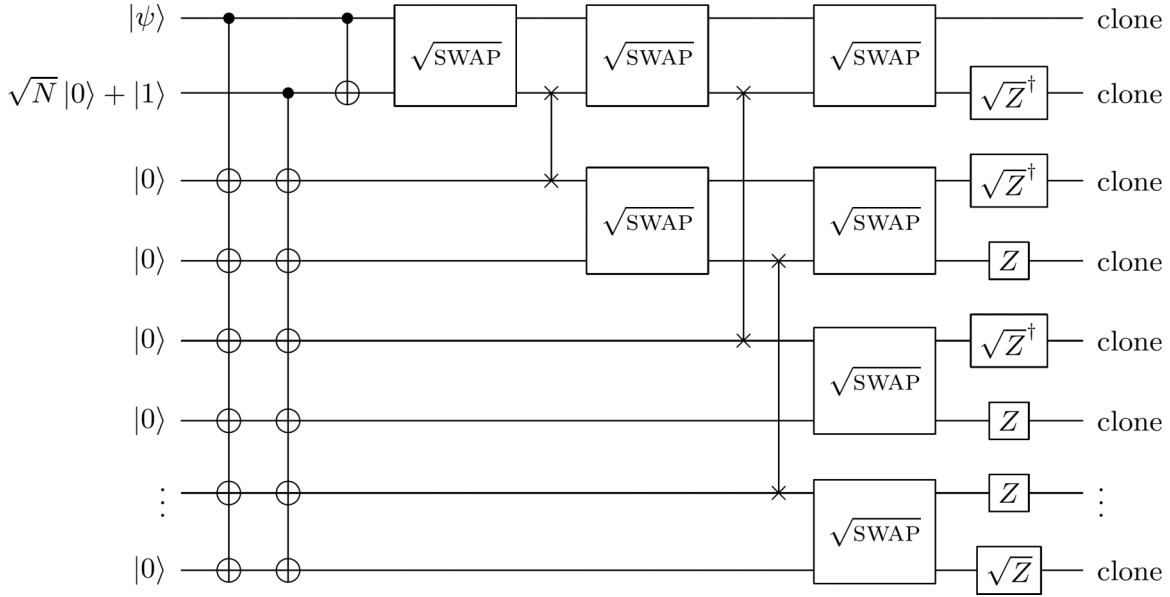 |ψ⟩ √SWAP √SWAP √SWAP clone
√N |0⟩ + |1⟩ √Z† clone
|0⟩ √SWAP √SWAP √Z† clone
|0⟩ Z clone
|0⟩ √SWAP √Z† clone
|0⟩ Z clone
⋮ √SWAP Z ⋮
|0⟩ √Z clone